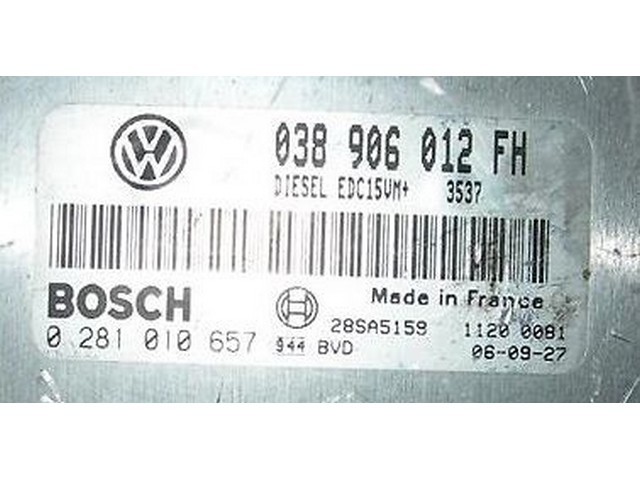 038 906 012 FH
DIESEL EDC15VM+ 3537
BOSCH
Made in France
0 281 010 657
28SA5159 1120 0081
944 BVD 06-09-27